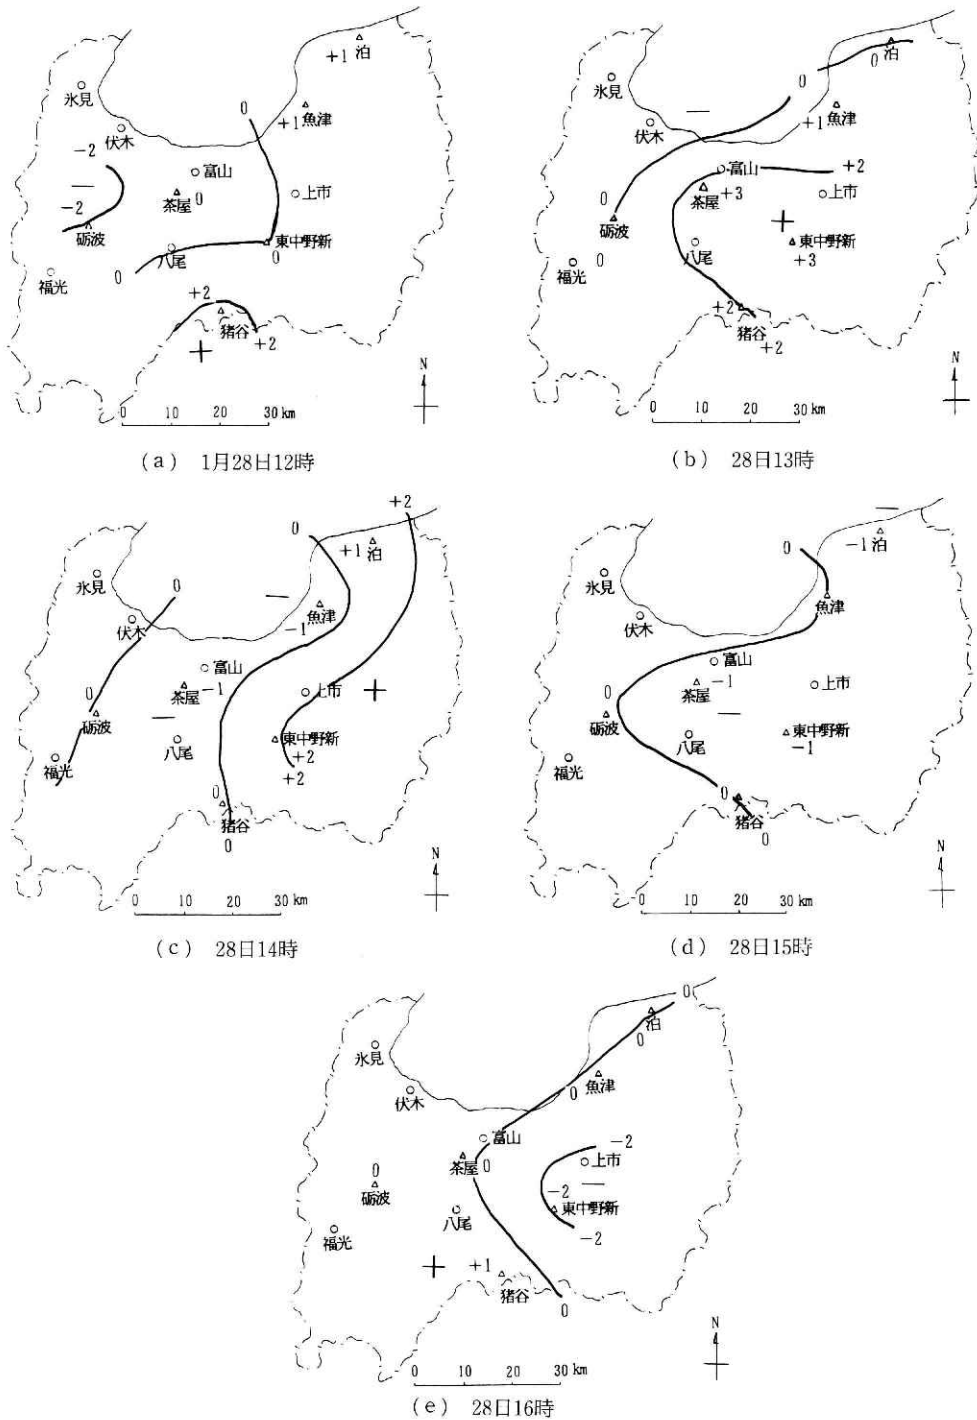 +1 泊
氷見
0
+1 魚津
伏木
-2
富山
—
茶屋 0
上市
-2
砺波
八尾
東中野新
0
0
福光
+2
猪谷
+2
+
N
0 10 20 30 km
(a) 1月28日12時
0 泊
0
氷見
—
+1 魚津
伏木
富山
+2
茶屋 +3
上市
0
砺波
+
八尾
東中野新
+3
0
福光
+2
猪谷
+2
N
0 10 20 30 km
(b) 28日13時
+2
0
+1 泊
氷見
0
—
魚津
伏木
-1
富山
茶屋 -1
上市
+
0
砺波
—
八尾
東中野新
+2
+2
福光
0
猪谷
0
N
0 10 20 30 km
(c) 28日14時
—
-1 泊
0
氷見
魚津
伏木
富山
茶屋 -1
上市
0
砺波
—
八尾
東中野新
-1
福光
0
猪谷
0
N
0 10 20 30 km
(d) 28日15時
0
泊
0
氷見
魚津
0
伏木
富山
-2
茶屋 0
上市
0
砺波
-2
—
八尾
東中野新
-2
福光
+
+1
猪谷
0
N
0 10 20 30 km
(e) 28日16時